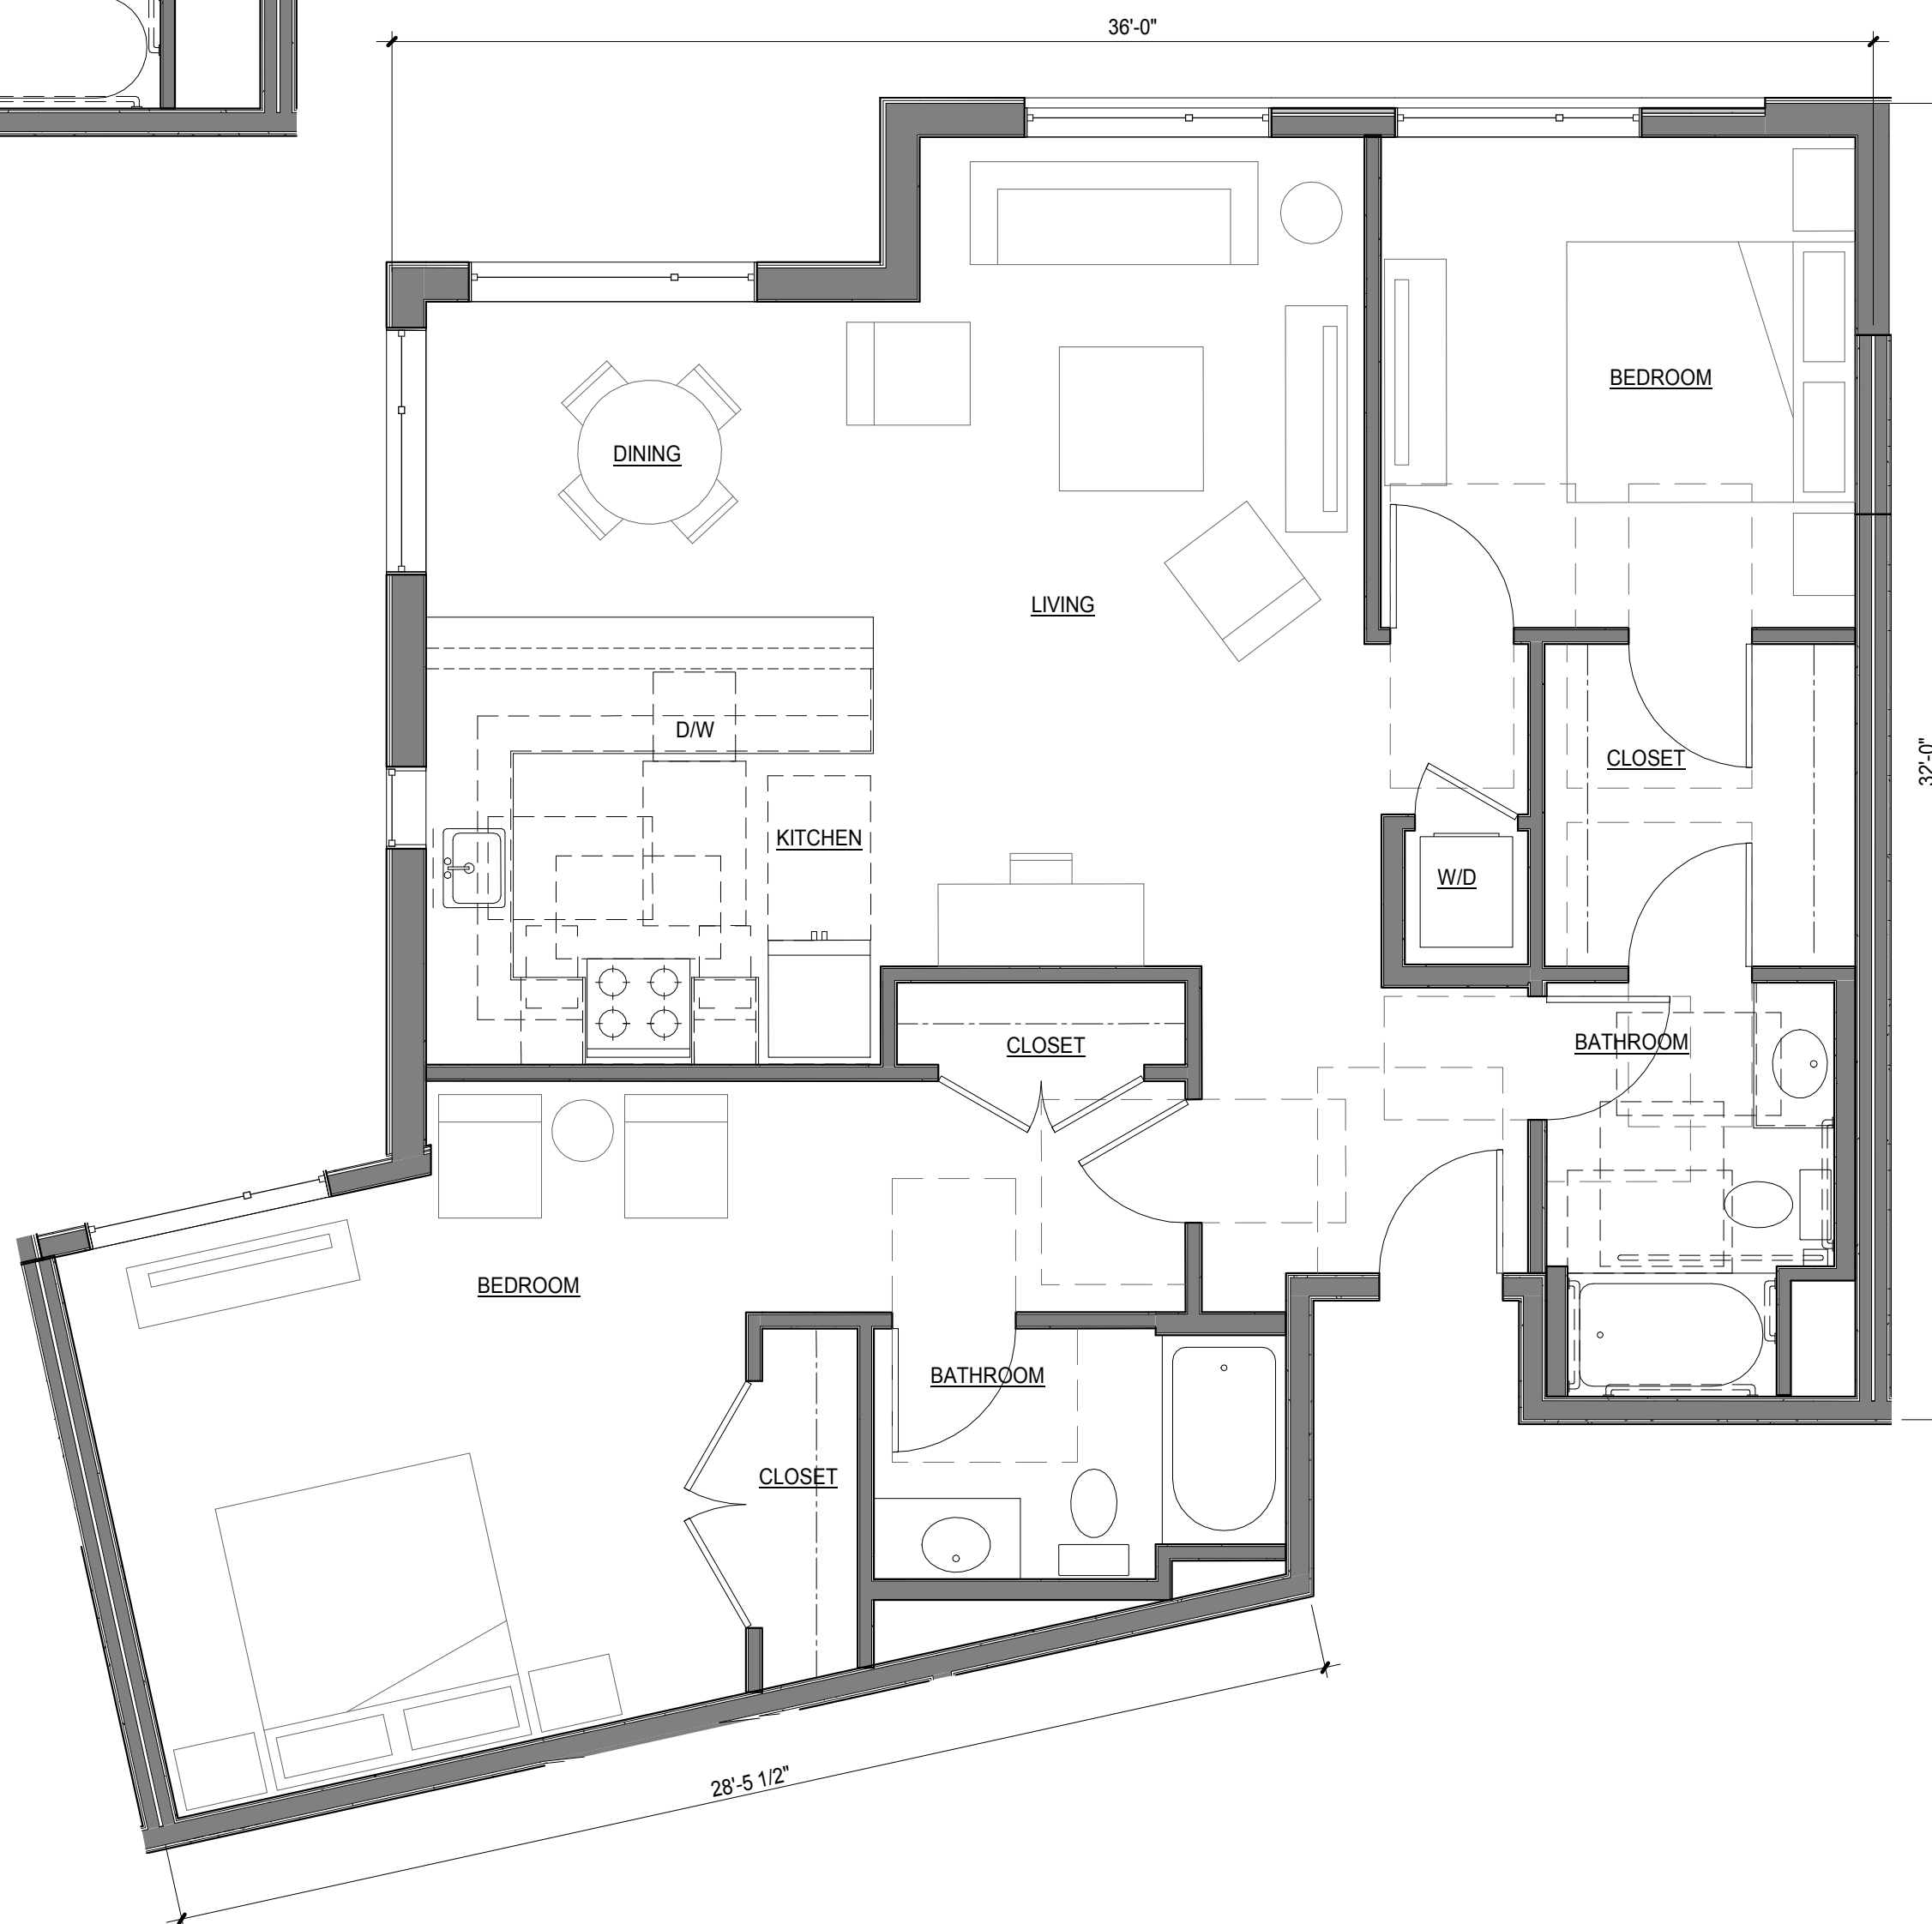 36'-0"
BEDROOM
DINING
LIVING
D/W
CLOSET
32'-0"
KITCHEN
W/D
BATHROOM
CLOSET
BEDROOM
BATHROOM
CLOSET
28'-5 1/2"